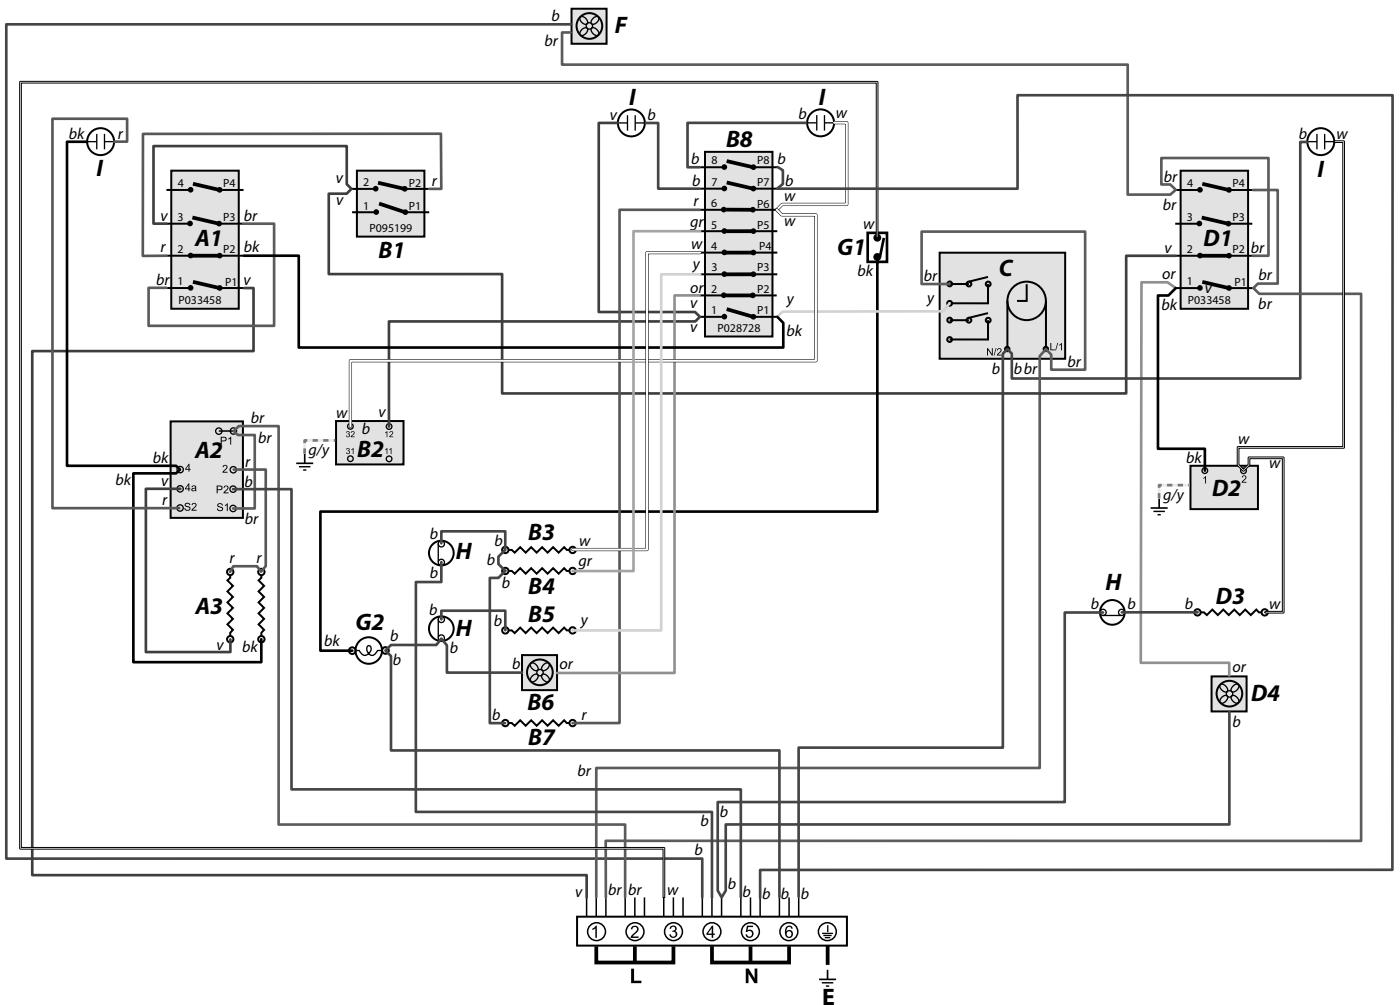 b
F
br
I
I
I
v b
b w
bk r
I
b w
B8
v
2 P2 r
v
1 P1
P095199
B1
4 P4
v 3 P3 br
A1
r 2 P2 bk
br 1 P1 v
P033458
b 8 P8 b
b 7 P7 b
r 6 P6 w
w
gr 5 P5
w 4 P4
y 3 P3
or 2 P2
v 1 P1 y
v bk
P028728
w
G1
bk
C
br
y
N/2 L/1
b b br br
br 4 P4
br
3 P3
D1
v 2 P2 br
or 1 v P1 br
bk br
P033458
w v
32 b 12
B2
31 11
g/y
br
P1 br
A2
bk 4 2 r
bk
v 4a P2 b
r S2 S1 br
r r
A3
v bk
w
w
bk
1 2
D2
g/y
b B3
H b w
b b gr
b B4
b
b B5
H b y
G2 b
bk b b
b or
B6
b r
B7
H
b b b D3 w
or
D4
b
br
b b
b
v br br w b b b b b
1 2 3 4 5 6
L N E